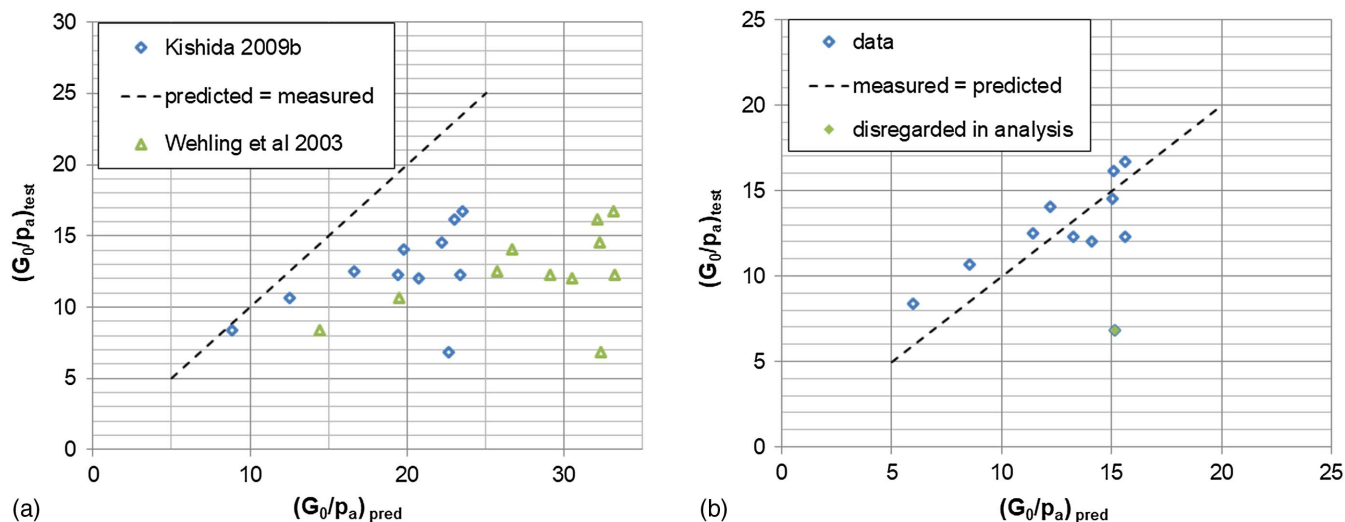 30
25
20
15
10
5
0
(G0/pa)test
Kishida 2009b
predicted = measured
Wehling et al 2003
0
10
20
30
(G0/pa)pred
(a)
25
20
15
10
5
0
(G0/pa)test
data
measured = predicted
disregarded in analysis
0
5
10
15
20
25
(G0/pa)pred
(b)